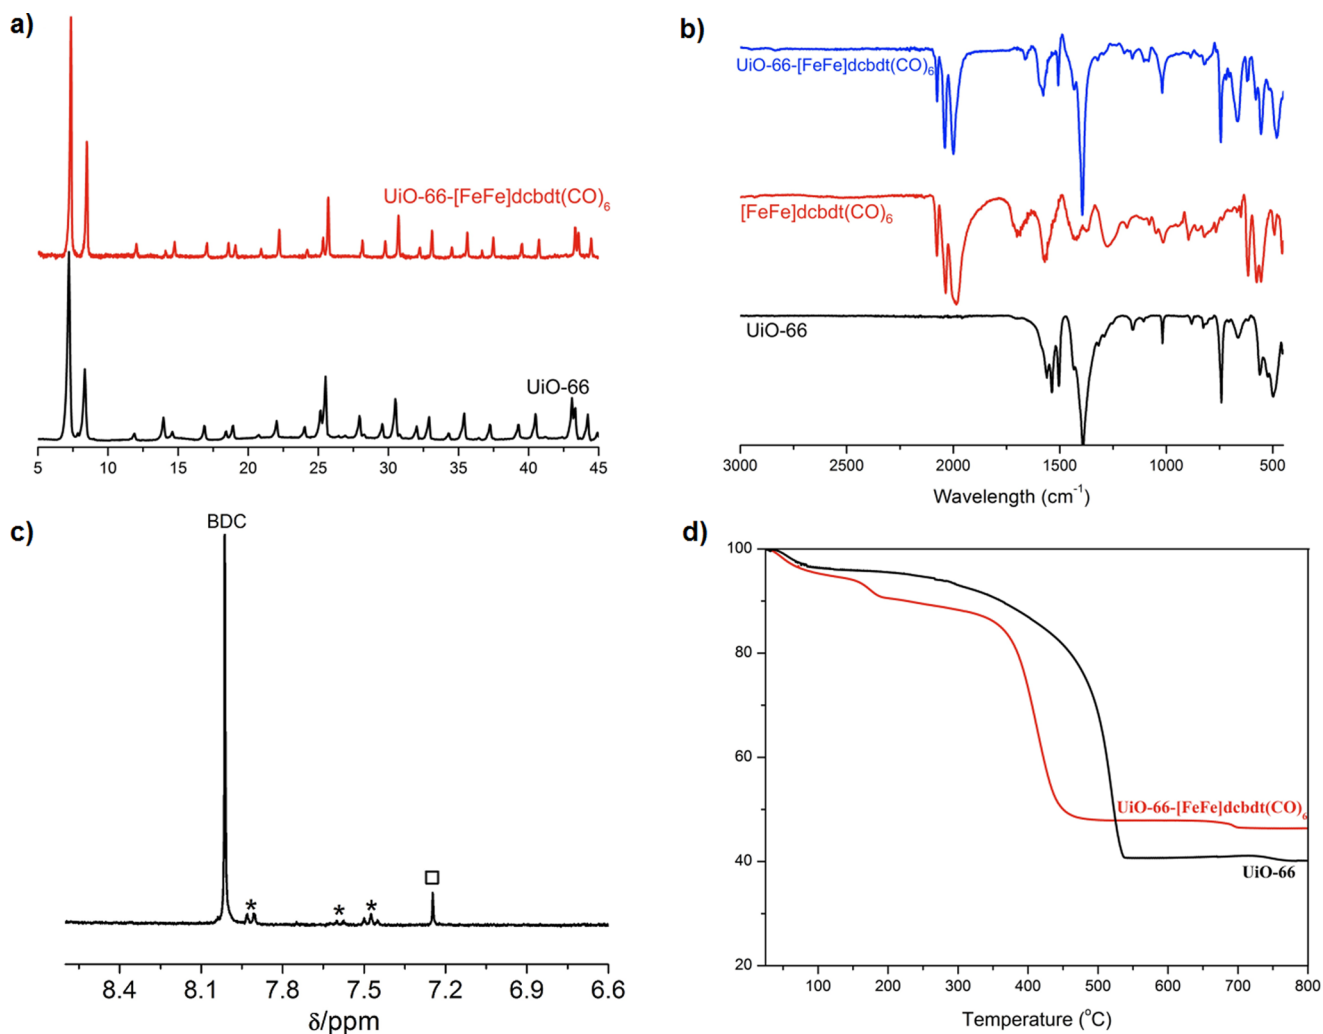 a)
UiO-66-[FeFe]dcbdt(CO)₆
UiO-66
5 10 15 20 25 30 35 40 45
b)
UiO-66-[FeFe]dcbdt(CO)₆
[FeFe]dcbdt(CO)₆
UiO-66
3000 2500 2000 1500 1000 500
Wavelength (cm⁻¹)
c)
BDC
*
*
*
8.4 8.1 7.8 7.5 7.2 6.9 6.6
δ/ppm
d)
100
80
60
40
20
UiO-66-[FeFe]dcbdt(CO)₆
UiO-66
100 200 300 400 500 600 700 800
Temperature (°C)